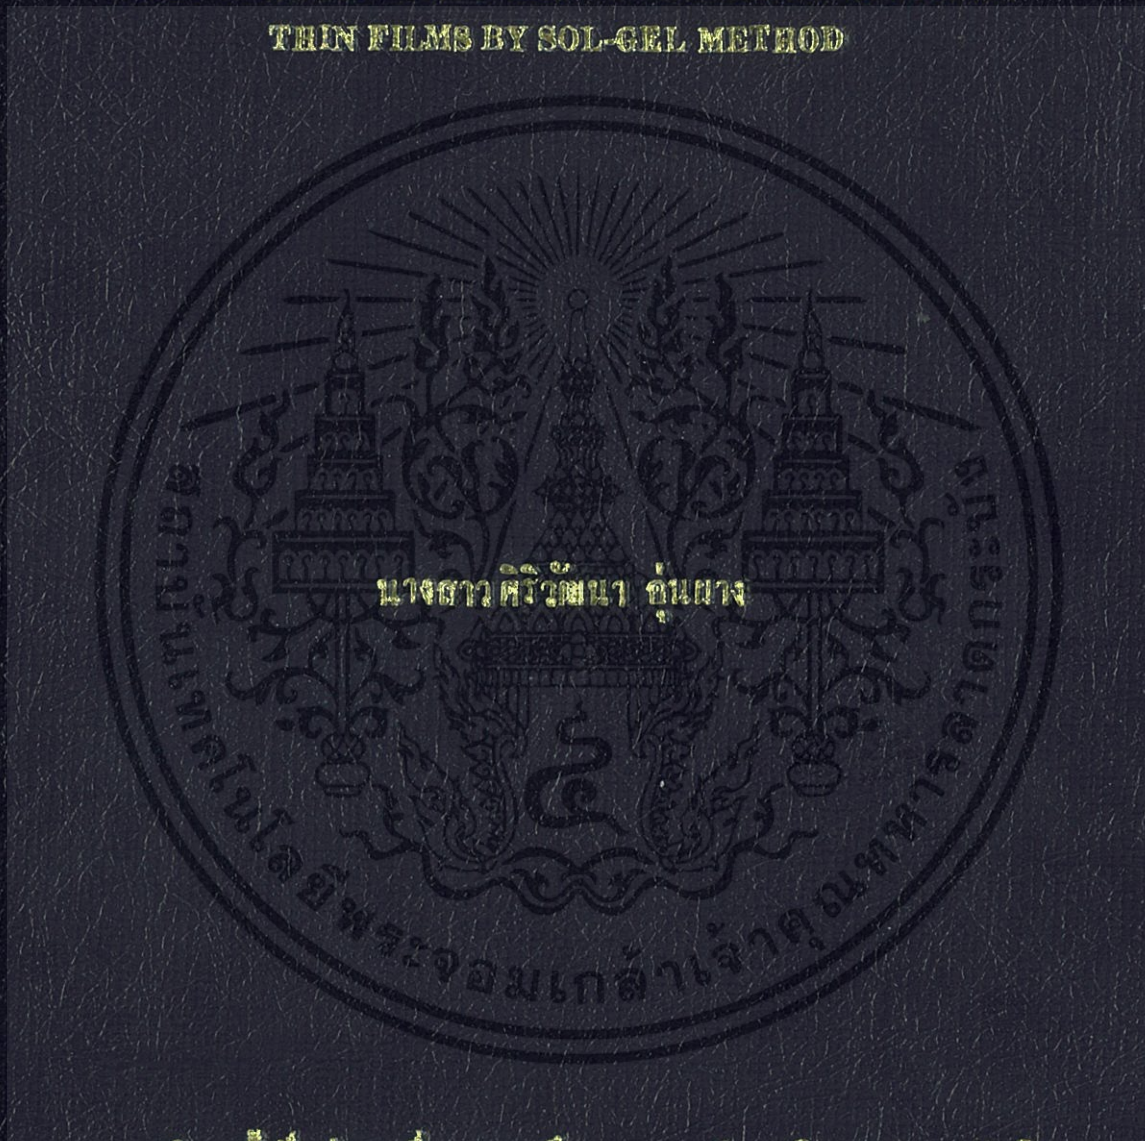 THIN FILMS BY SOL-GEL METHOD
นางสาวศิริวัฒนา อุ่นผาง
สถาบันเทคโนโลยีพระจอมเกล้าเจ้าคุณทหารลาดกระบัง